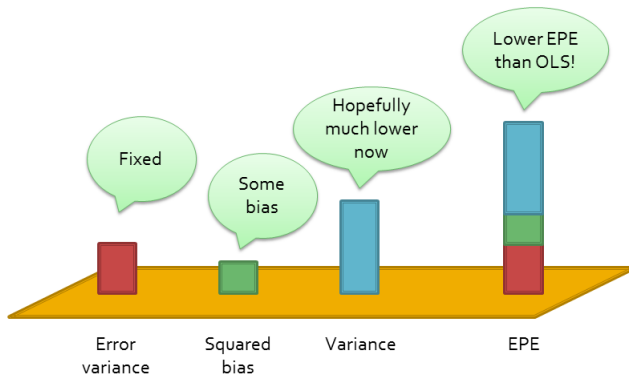 Lower EPE
than OLS!
Hopefully
much lower
now
Fixed
Some
bias
Error
variance
Squared
bias
Variance
EPE